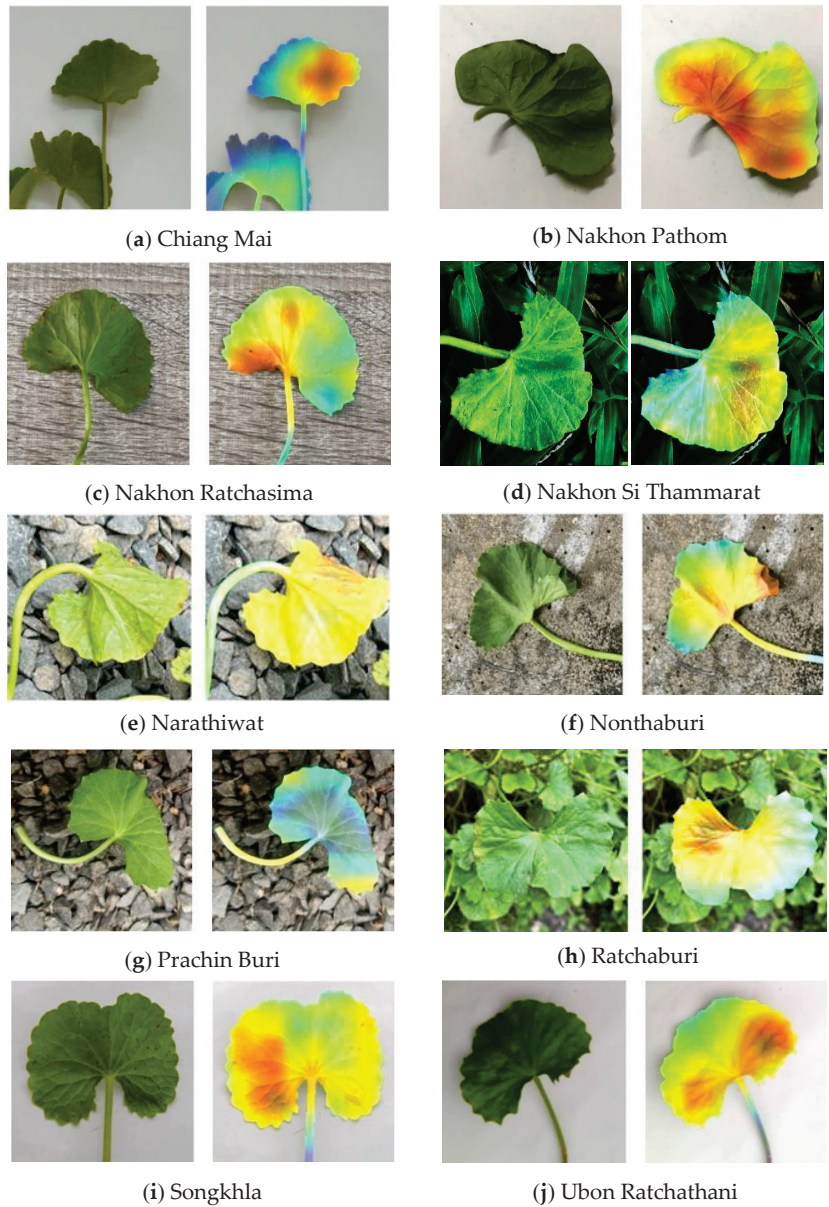 (a) Chiang Mai
(b) Nakhon Pathom
(c) Nakhon Ratchasima
(d) Nakhon Si Thammarat
(e) Narathiwat
(f) Nonthaburi
(g) Prachin Buri
(h) Ratchaburi
(i) Songkhla
(j) Ubon Ratchathani